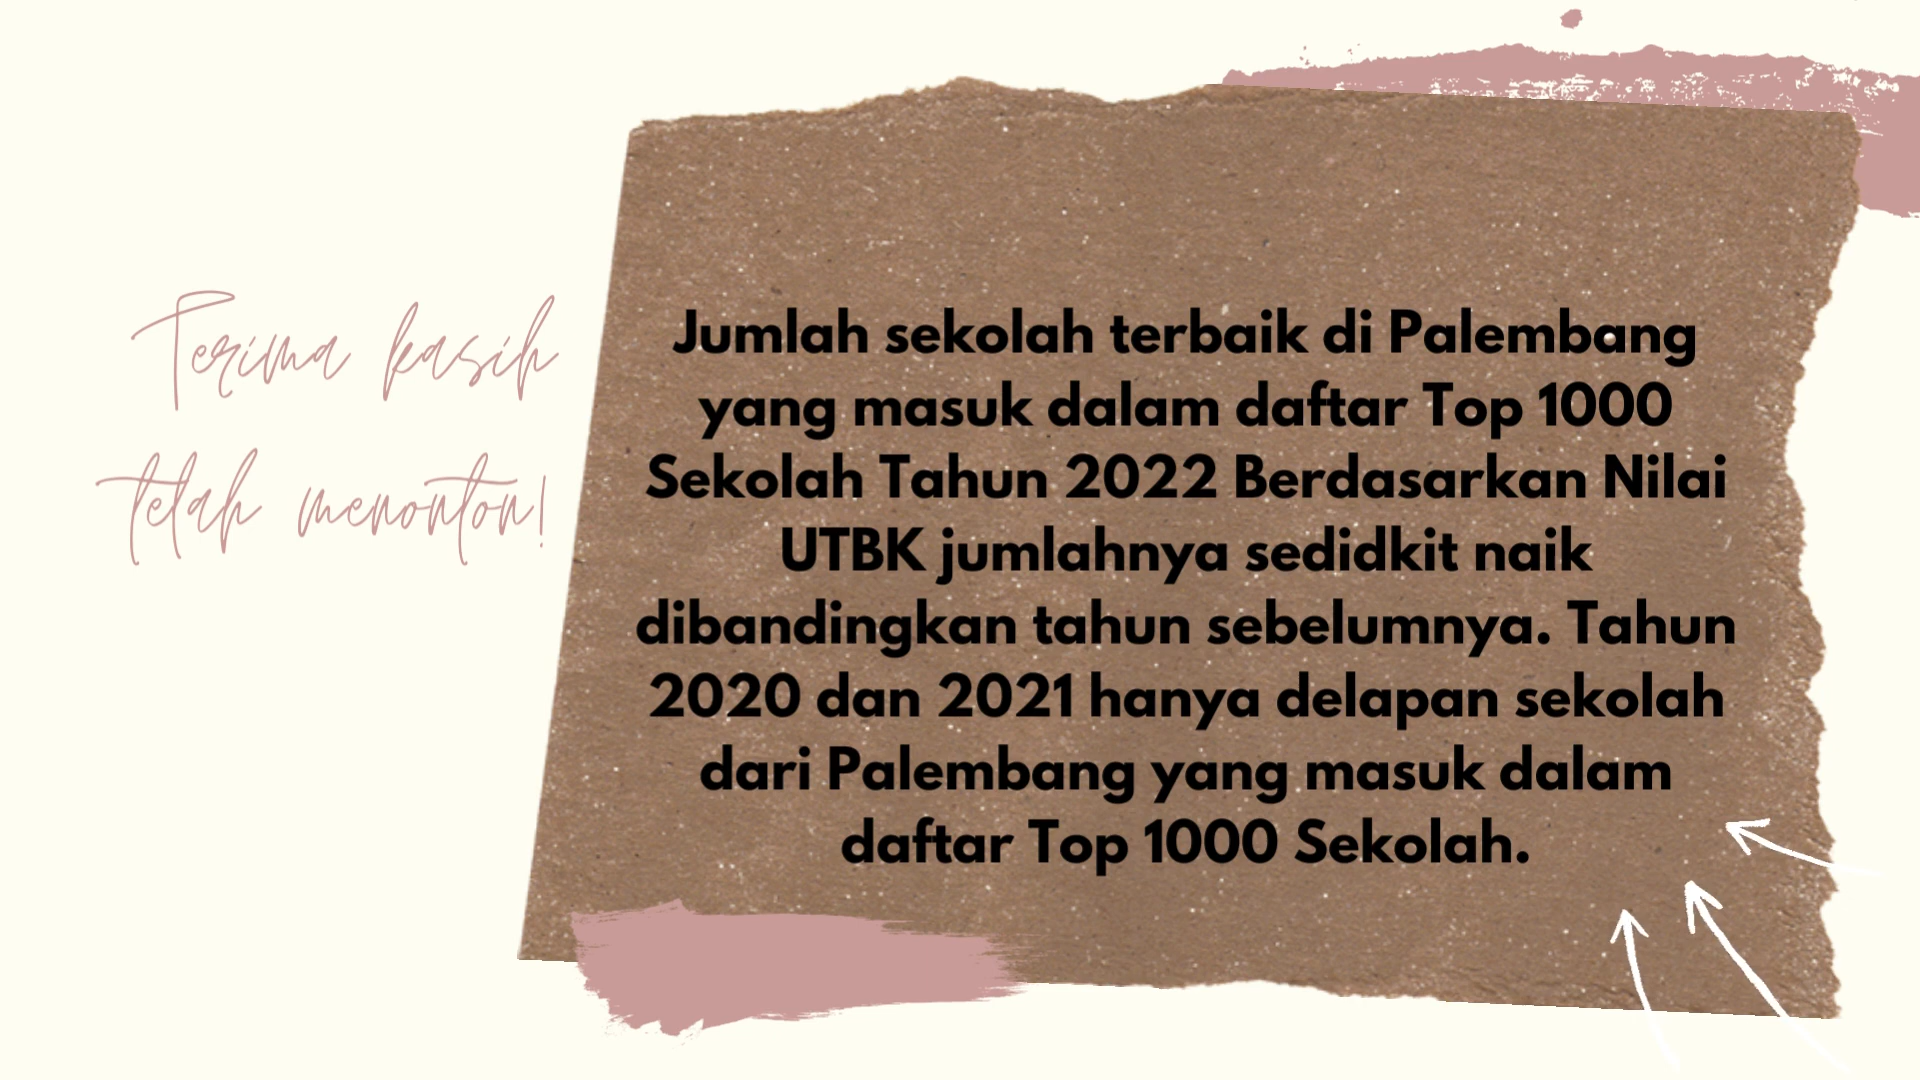 Terima kasih
telah menonton!
Jumlah sekolah terbaik di Palembang
yang masuk dalam daftar Top 1000
Sekolah Tahun 2022 Berdasarkan Nilai
UTBK jumlahnya sedidkit naik
dibandingkan tahun sebelumnya. Tahun
2020 dan 2021 hanya delapan sekolah
dari Palembang yang masuk dalam
daftar Top 1000 Sekolah.